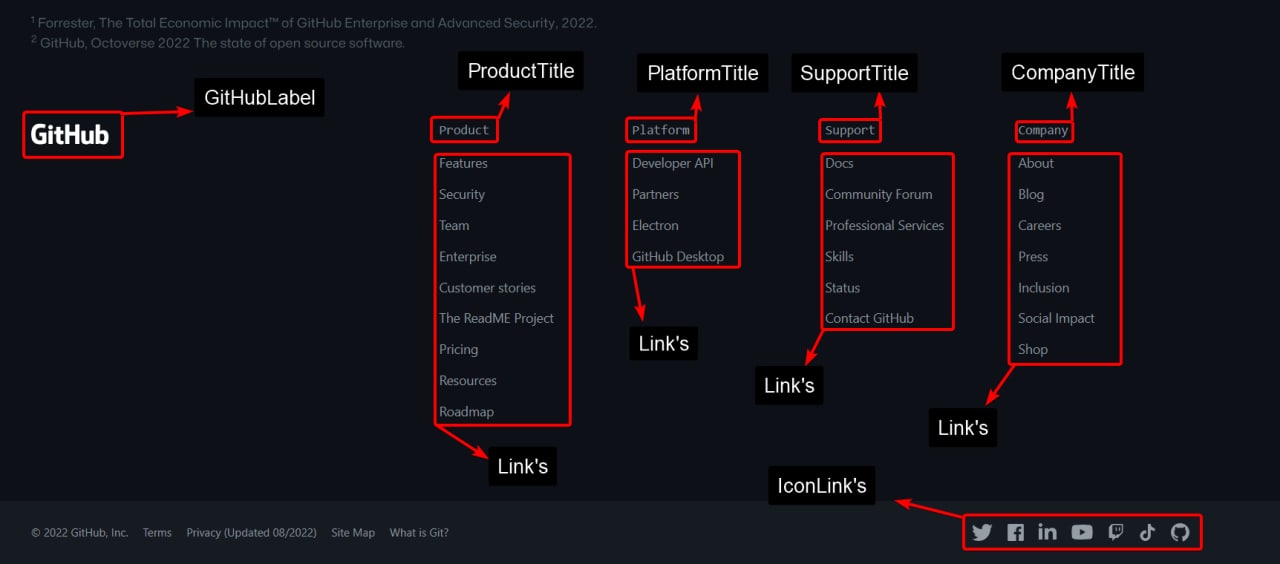 1 Forrester, The Total Economic Impact™ of GitHub Enterprise and Advanced Security, 2022.
2 GitHub, Octoverse 2022 The state of open source software.
GitHubLabel
GitHub
ProductTitle
Product
Features
Security
Team
Enterprise
Customer stories
The ReadME Project
Pricing
Resources
Roadmap
Link's
PlatformTitle
Platform
Developer API
Partners
Electron
GitHub Desktop
Link's
SupportTitle
Support
Docs
Community Forum
Professional Services
Skills
Status
Contact GitHub
Link's
CompanyTitle
Company
About
Blog
Careers
Press
Inclusion
Social Impact
Shop
Link's
IconLink's
© 2022 GitHub, Inc. Terms Privacy (Updated 08/2022) Site Map What is Git?
in